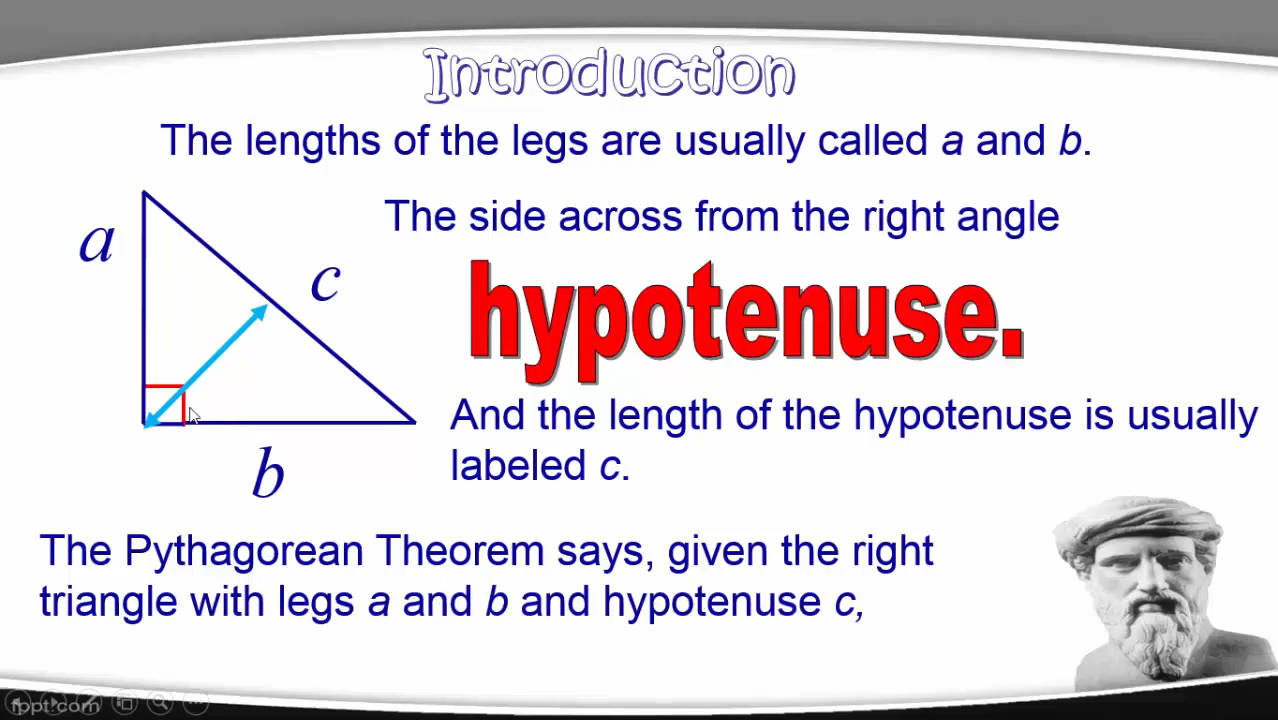 Introduction
The lengths of the legs are usually called a and b.
The side across from the right angle
a
c
hypotenuse.
And the length of the hypotenuse is usually
labeled c.
b
The Pythagorean Theorem says, given the right
triangle with legs a and b and hypotenuse c,
fppt.com